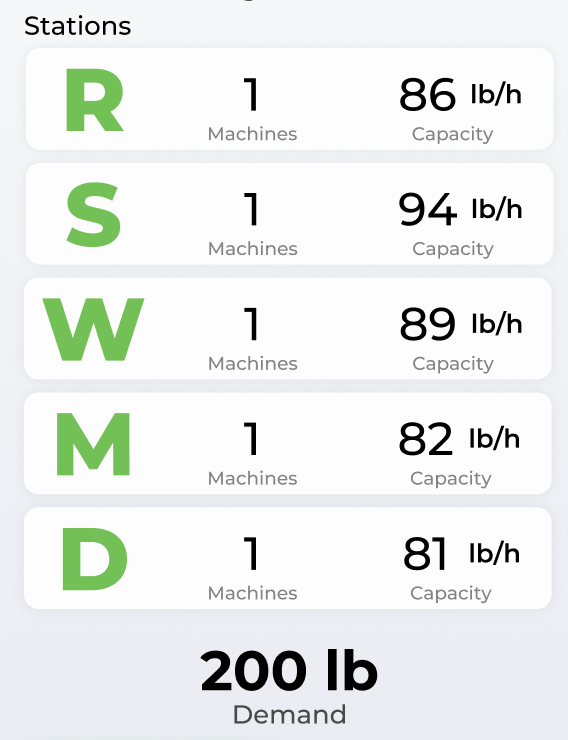 Stations
R 1 86 lb/h
Machines Capacity
S 1 94 lb/h
Machines Capacity
W 1 89 lb/h
Machines Capacity
M 1 82 lb/h
Machines Capacity
D 1 81 lb/h
Machines Capacity
200 lb
Demand